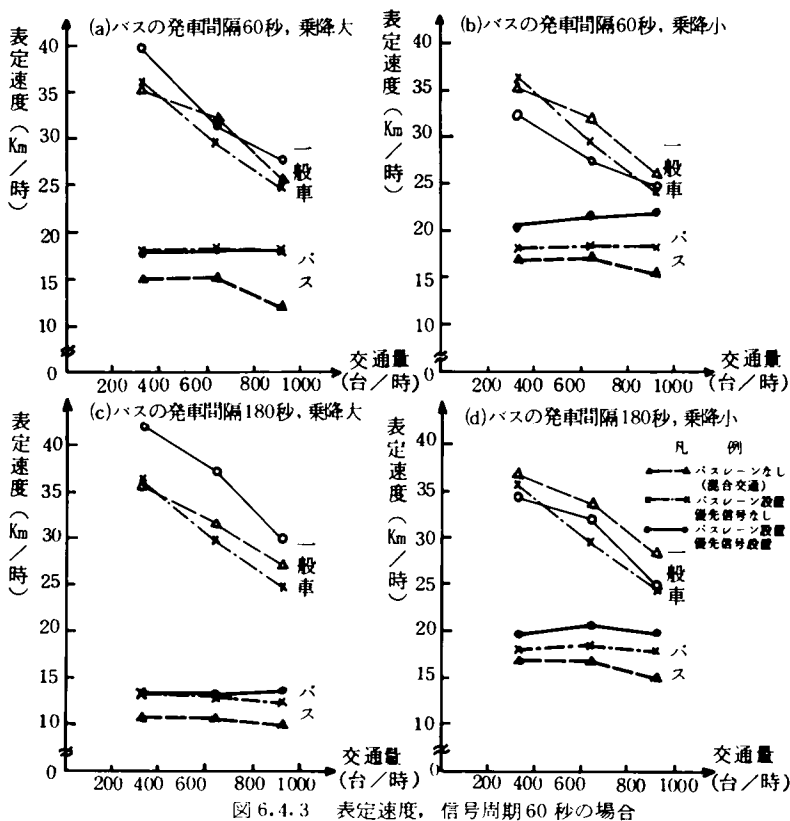 (a)バスの発車間隔60秒，乗降大
表定速度（Km／時）
40
35
30
25
20
15
10
0
一般車
バス
200 400 600 800 1000
交通量
(台／時)
(b)バスの発車間隔60秒，乗降小
表定速度（Km／時）
40
35
30
25
20
15
10
0
一般車
バス
200 400 600 800 1000
交通量
(台／時)
(c)バスの発車間隔180秒，乗降大
表定速度（Km／時）
40
35
30
25
20
15
10
0
一般車
バス
200 400 600 800 1000
交通量
(台／時)
(d)バスの発車間隔180秒，乗降小
表定速度（Km／時）
40
35
30
25
20
15
10
0
凡例
バスレーンなし
(混合交通)
バスレーン設置
優先信号なし
バスレーン設置
優先信号設置
一般車
バス
200 400 600 800 1000
交通量
(台／時)
図6.4.3 表定速度，信号周期60秒の場合